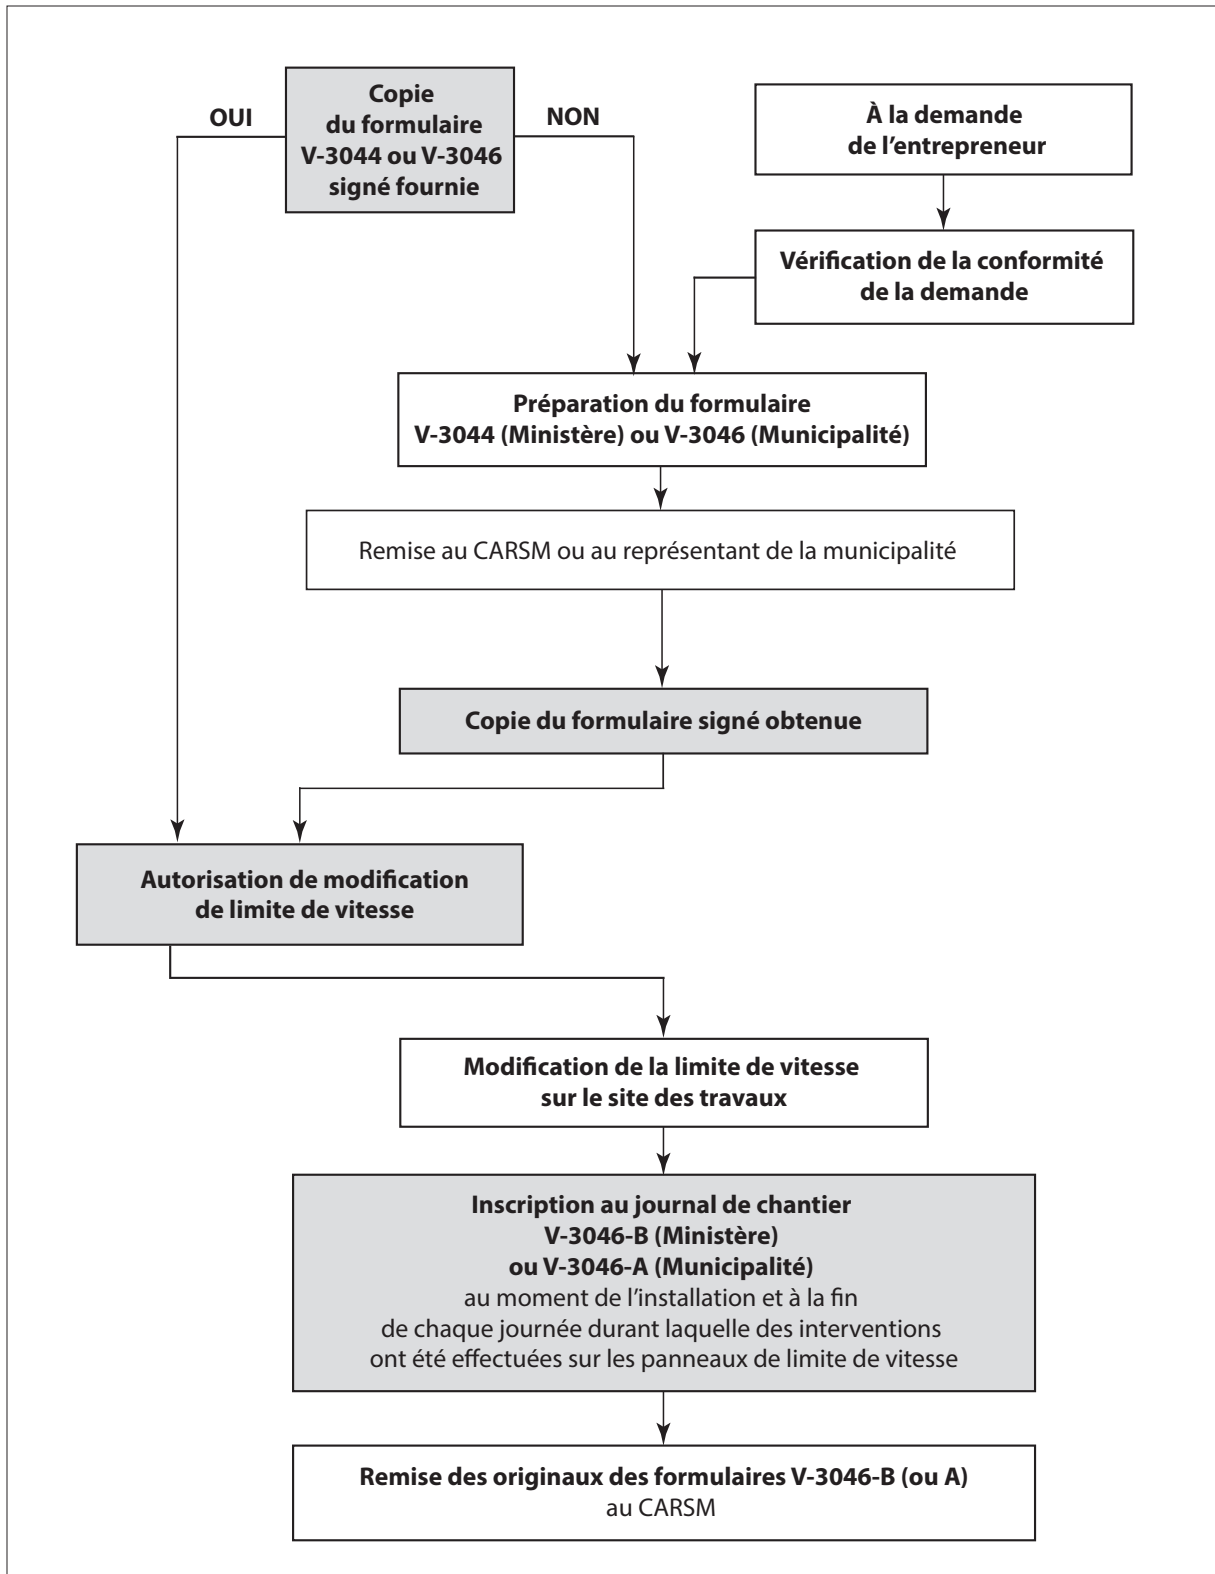 OUI
Copie
du formulaire
V-3044 ou V-3046
signé fournie
NON
À la demande
de l’entrepreneur
Vérification de la conformité
de la demande
Préparation du formulaire
V-3044 (Ministère) ou V-3046 (Municipalité)
Remise au CARSM ou au représentant de la municipalité
Copie du formulaire signé obtenue
Autorisation de modification
de limite de vitesse
Modification de la limite de vitesse
sur le site des travaux
Inscription au journal de chantier
V-3046-B (Ministère)
ou V-3046-A (Municipalité)
au moment de l’installation et à la fin
de chaque journée durant laquelle des interventions
ont été effectuées sur les panneaux de limite de vitesse
Remise des originaux des formulaires V-3046-B (ou A)
au CARSM